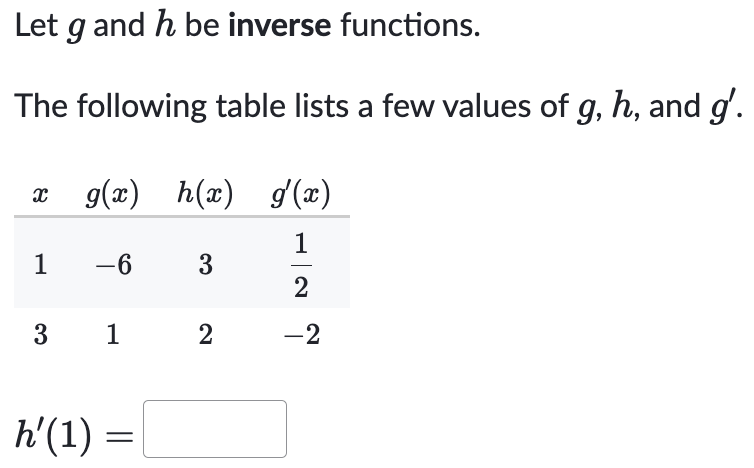 Let g and h be inverse functions.
The following table lists a few values of g, h, and g′.
x g(x) h(x) g′(x)
1 −6 3 1/2
3 1 2 −2
h′(1) =